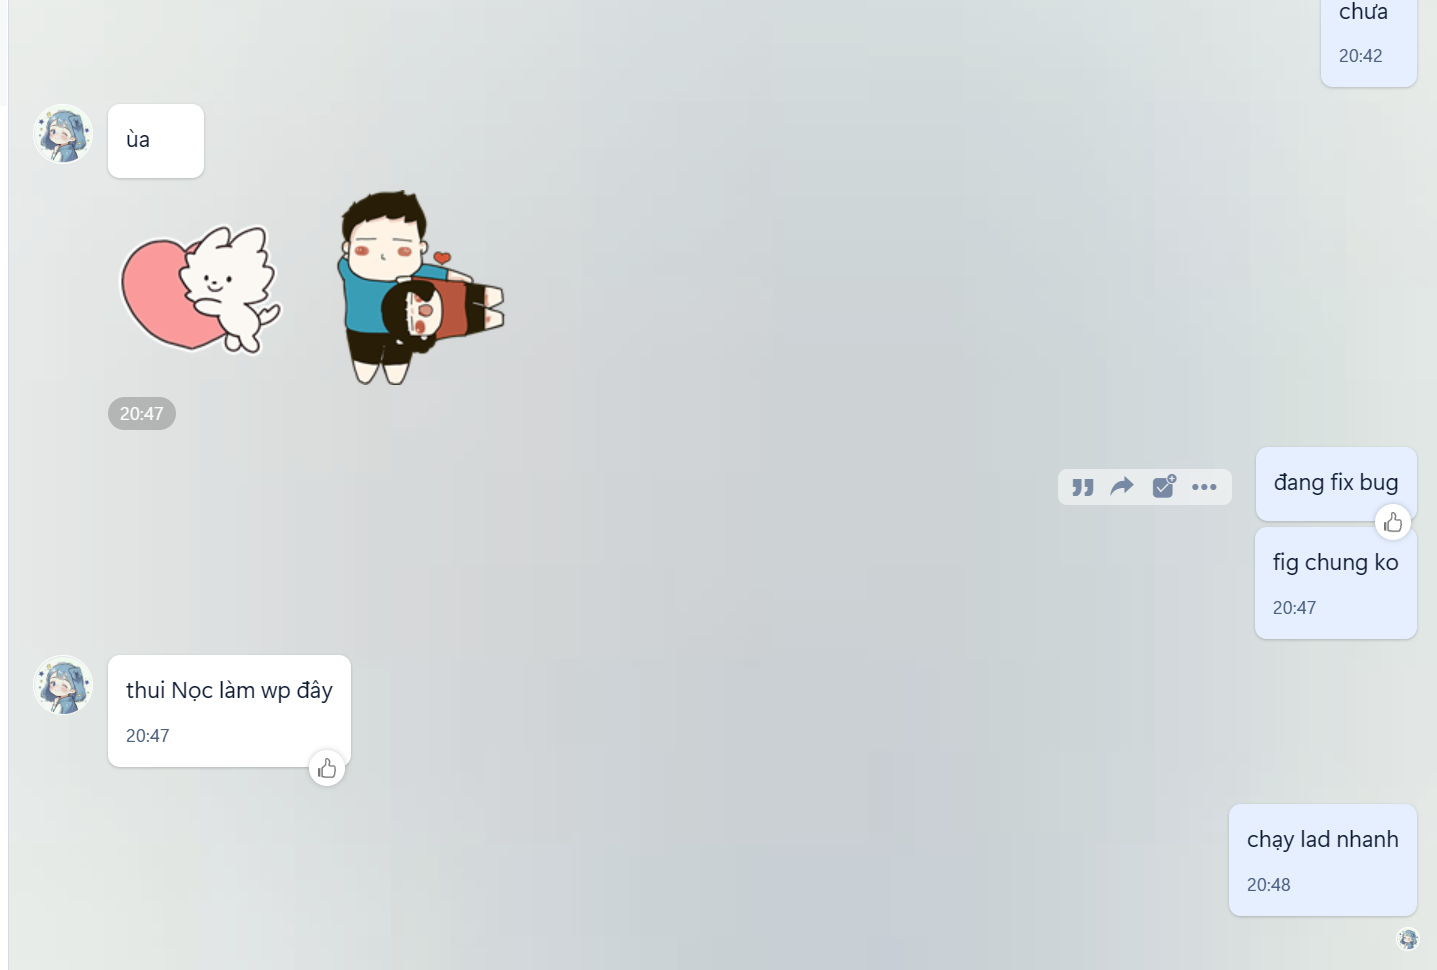 chưa
20:42
ùa
20:47
đang fix bug
fig chung ko
20:47
thui Nọc làm wp đây
20:47
chạy lad nhanh
20:48